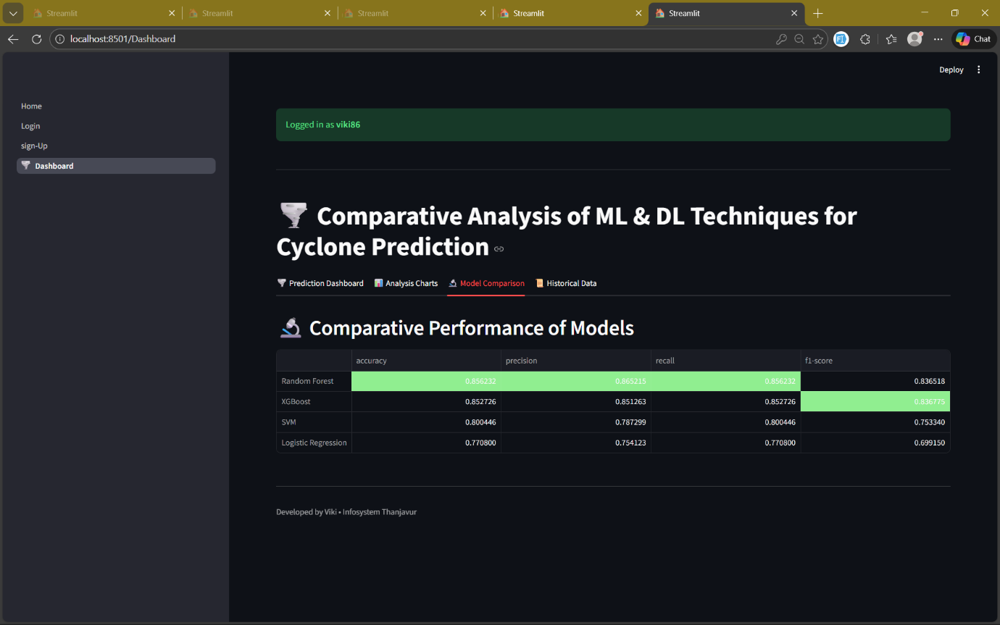 Streamlit
Streamlit
Streamlit
Streamlit
Streamlit
localhost:8501/Dashboard
Chat
Deploy
Home
Login
sign-Up
Dashboard
Logged in as viki86
Comparative Analysis of ML & DL Techniques for
Cyclone Prediction
Prediction Dashboard
Analysis Charts
Model Comparison
Historical Data
Comparative Performance of Models
accuracy precision recall f1-score
Random Forest 0.856232 0.865215 0.856232 0.836518
XGBoost 0.852726 0.851263 0.852726 0.836775
SVM 0.800446 0.787299 0.800446 0.753340
Logistic Regression 0.770800 0.754123 0.770800 0.699150
Developed by Viki • Infosystem Thanjavur